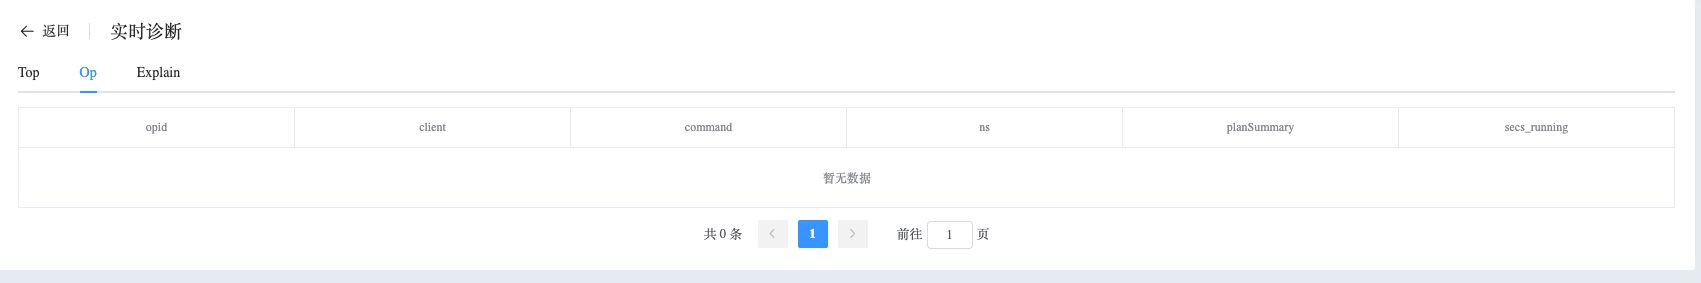 返回 实时诊断
Top Op Explain
opid client command ns planSummary secs_running
暂无数据
共 0 条 1 前往 1 页